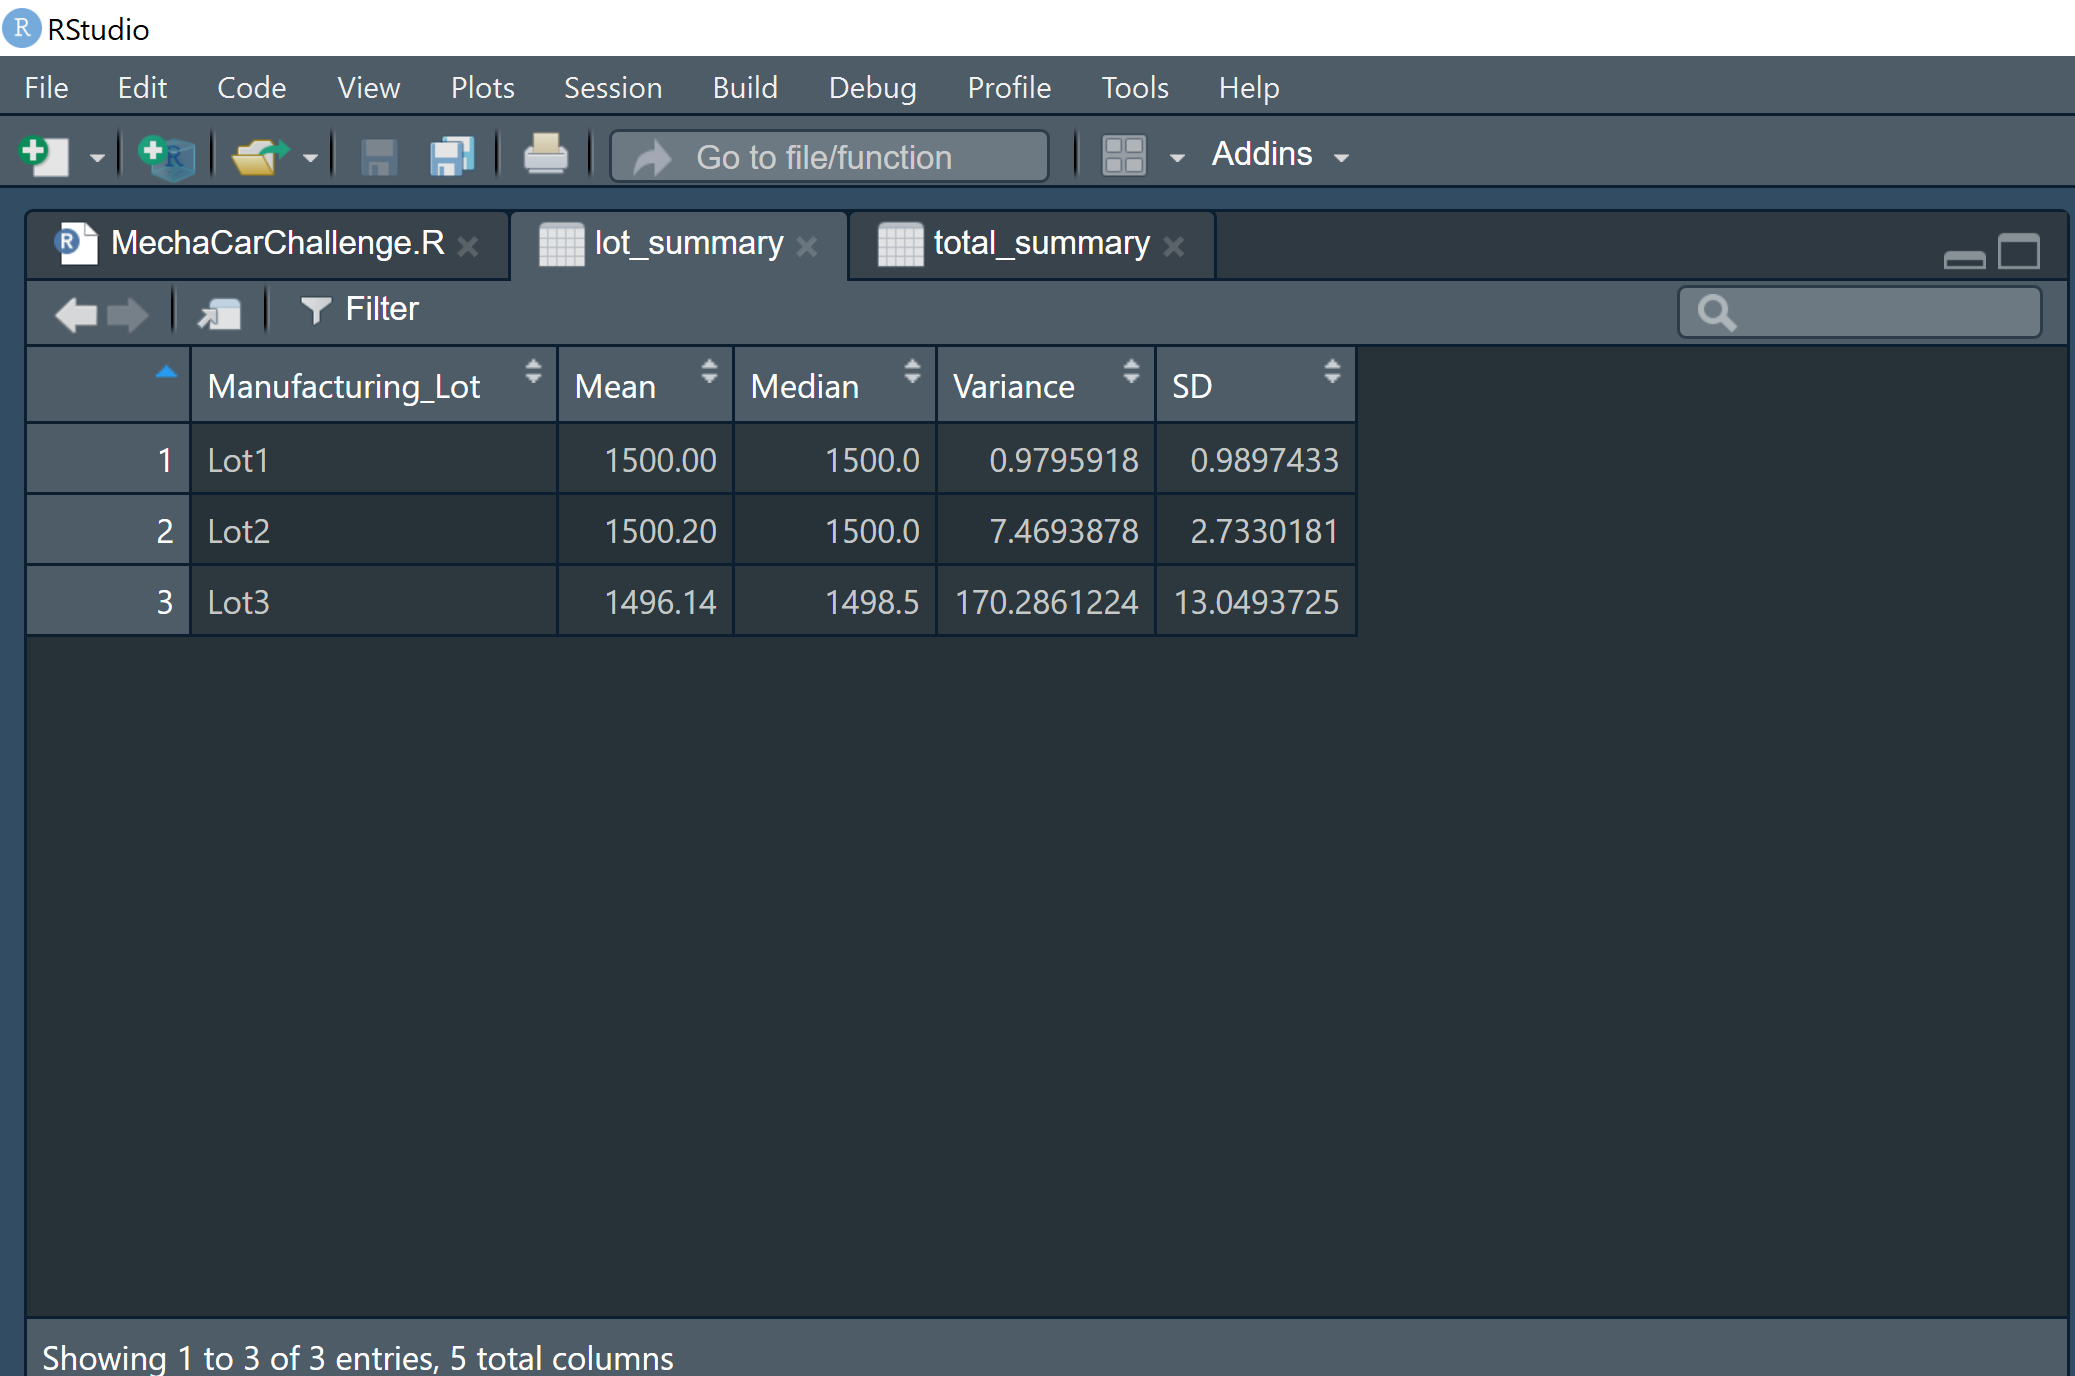 RStudio
File Edit Code View Plots Session Build Debug Profile Tools Help
Go to file/function Addins
MechaCarChallenge.R lot_summary total_summary
Filter
Manufacturing_Lot Mean Median Variance SD
1 Lot1 1500.00 1500.0 0.9795918 0.9897433
2 Lot2 1500.20 1500.0 7.4693878 2.7330181
3 Lot3 1496.14 1498.5 170.2861224 13.0493725
Showing 1 to 3 of 3 entries, 5 total columns